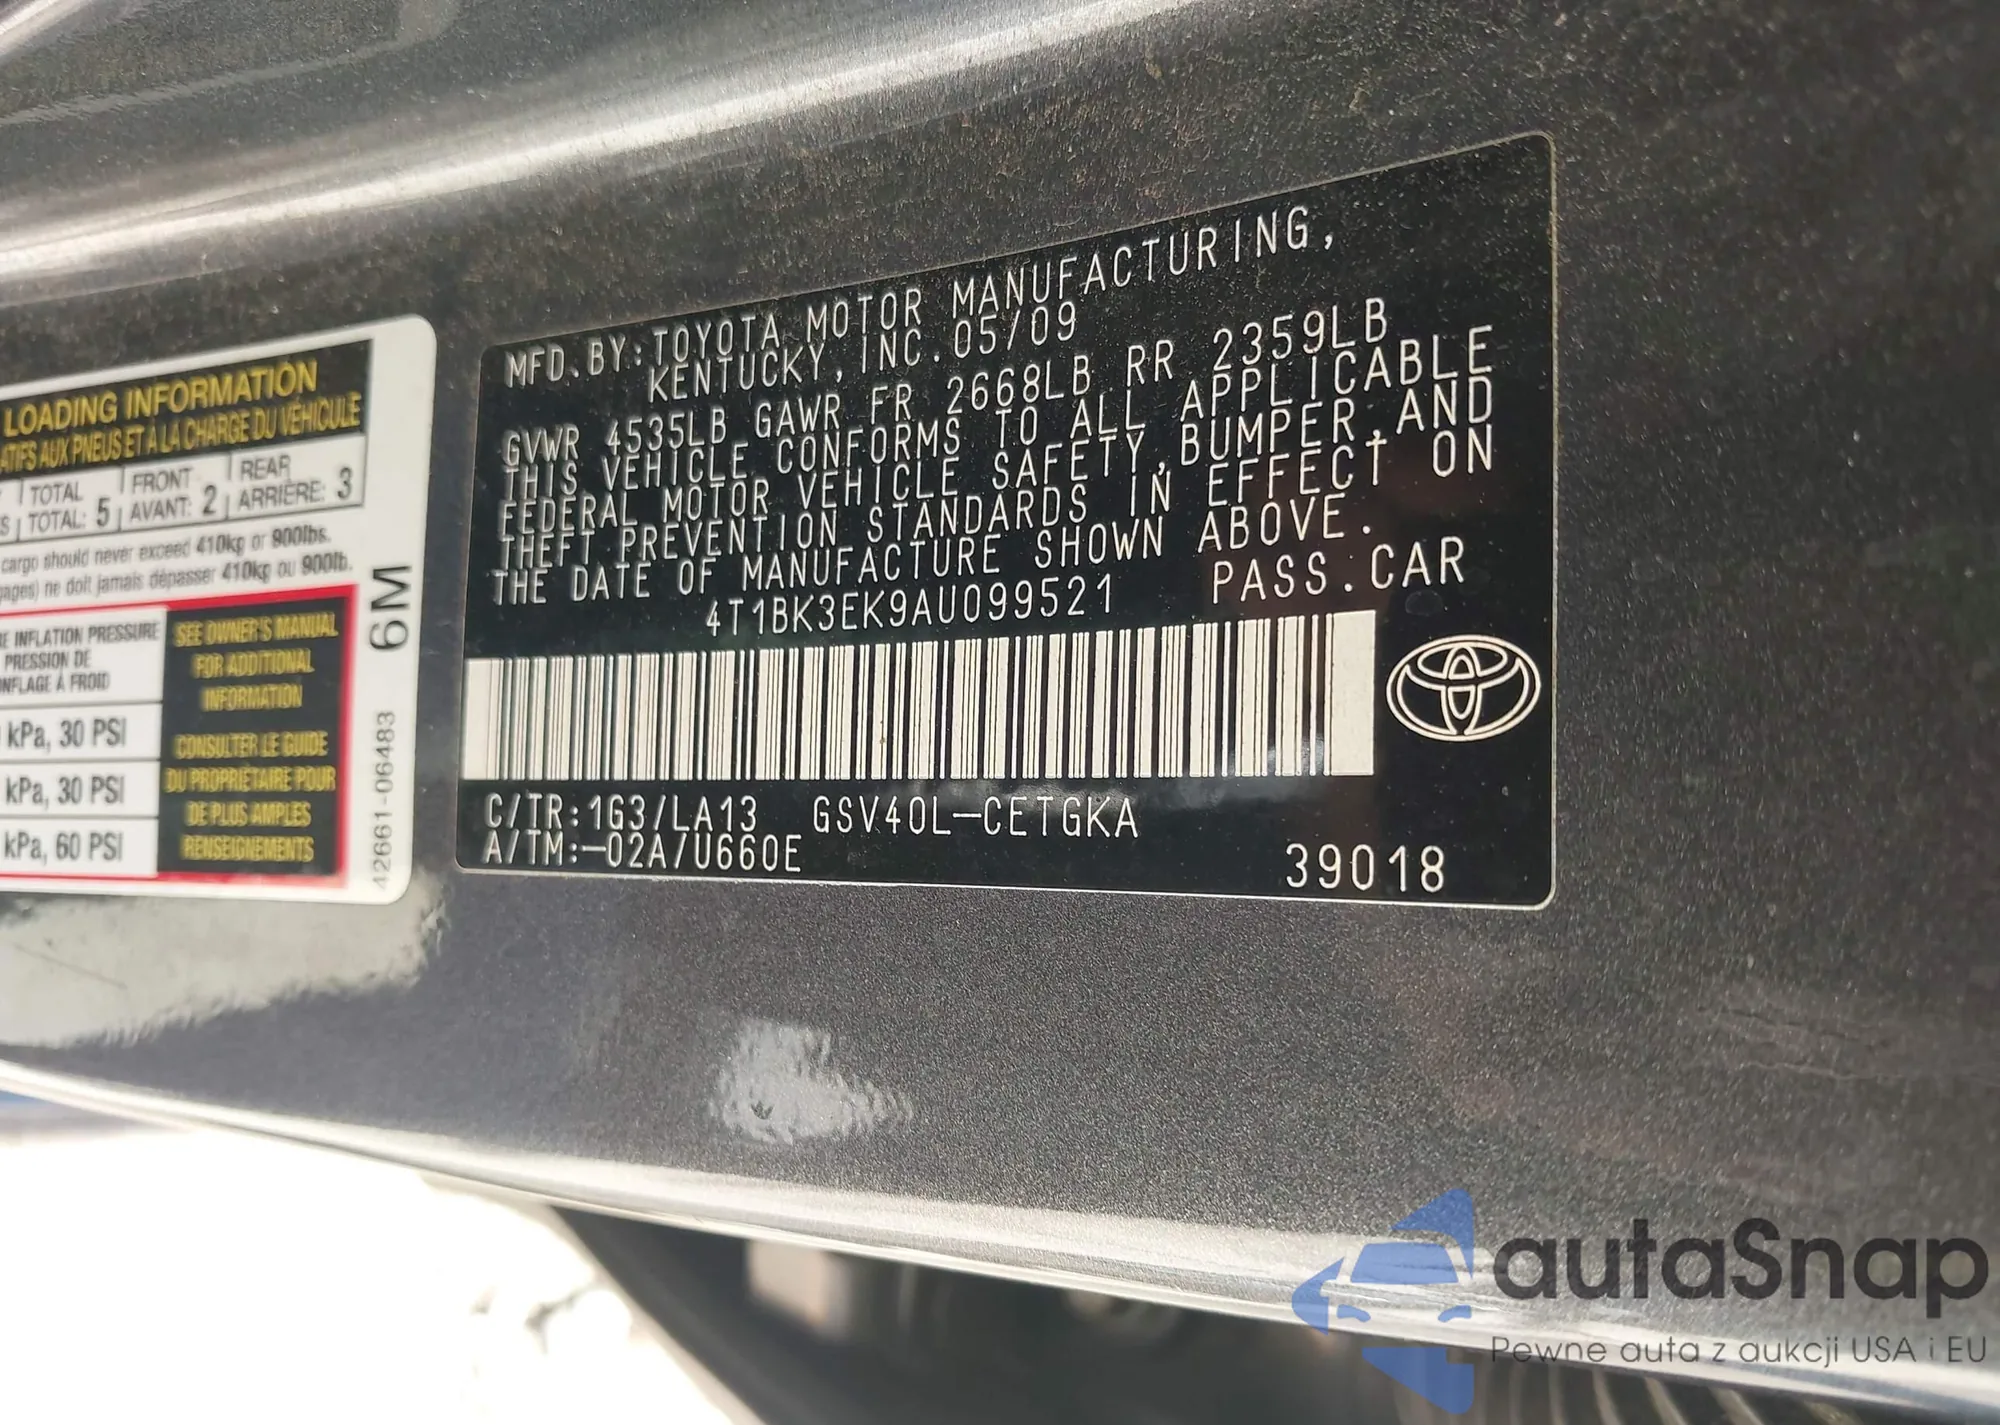 LOADING INFORMATION
ATIFS AUX PNEUS ET À LA CHARGE DU VÉHICULE
TOTAL FRONT REAR
TOTAL: 5 AVANT: 2 ARRIÈRE: 3
cargo should never exceed 410kg or 900lbs.
ages) ne doit jamais dépasser 410kg ou 900lb.
E INFLATION PRESSURE
PRESSION DE
NFLAGE À FROID
kPa, 30 PSI
kPa, 30 PSI
kPa, 60 PSI
SEE OWNER'S MANUAL
FOR ADDITIONAL
INFORMATION
CONSULTER LE GUIDE
DU PROPRIÉTAIRE POUR
DE PLUS AMPLES
RENSEIGNEMENTS
6M
42661-06483
MFD.BY:TOYOTA MOTOR MANUFACTURING,
KENTUCKY,INC.05/09
GVWR 4535LB GAWR FR 2668LB RR 2359LB
THIS VEHICLE CONFORMS TO ALL APPLICABLE
FEDERAL MOTOR VEHICLE SAFETY,BUMPER,AND
THEFT PREVENTION STANDARDS IN EFFECT ON
THE DATE OF MANUFACTURE SHOWN ABOVE.
4T1BK3EK9AU099521 PASS.CAR
C/TR:1G3/LA13 GSV40L-CETGKA
A/TM:-02A/U660E
39018
autaSnap
Pewne auta z aukcji USA i EU